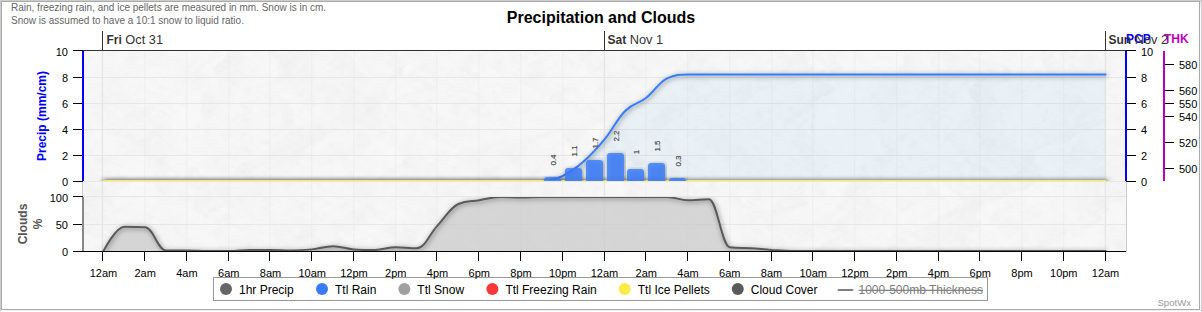 Rain, freezing rain, and ice pellets are measured in mm. Snow is in cm.
Snow is assumed to have a 10:1 snow to liquid ratio.
Precipitation and Clouds
Fri Oct 31
Sat Nov 1
Sun Nov 2
PCP
THK
Precip (mm/cm)
10
8
6
4
2
0
0.4
1.1
1.7
2.2
1
1.5
0.3
10
8
6
4
2
0
580
560
550
540
520
500
Clouds
%
100
50
0
12am 2am 4am 6am 8am 10am 12pm 2pm 4pm 6pm 8pm 10pm 12am 2am 4am 6am 8am 10am 12pm 2pm 4pm 6pm 8pm 10pm 12am
1hr Precip Ttl Rain Ttl Snow Ttl Freezing Rain Ttl Ice Pellets Cloud Cover 1000-500mb Thickness
SpotWx